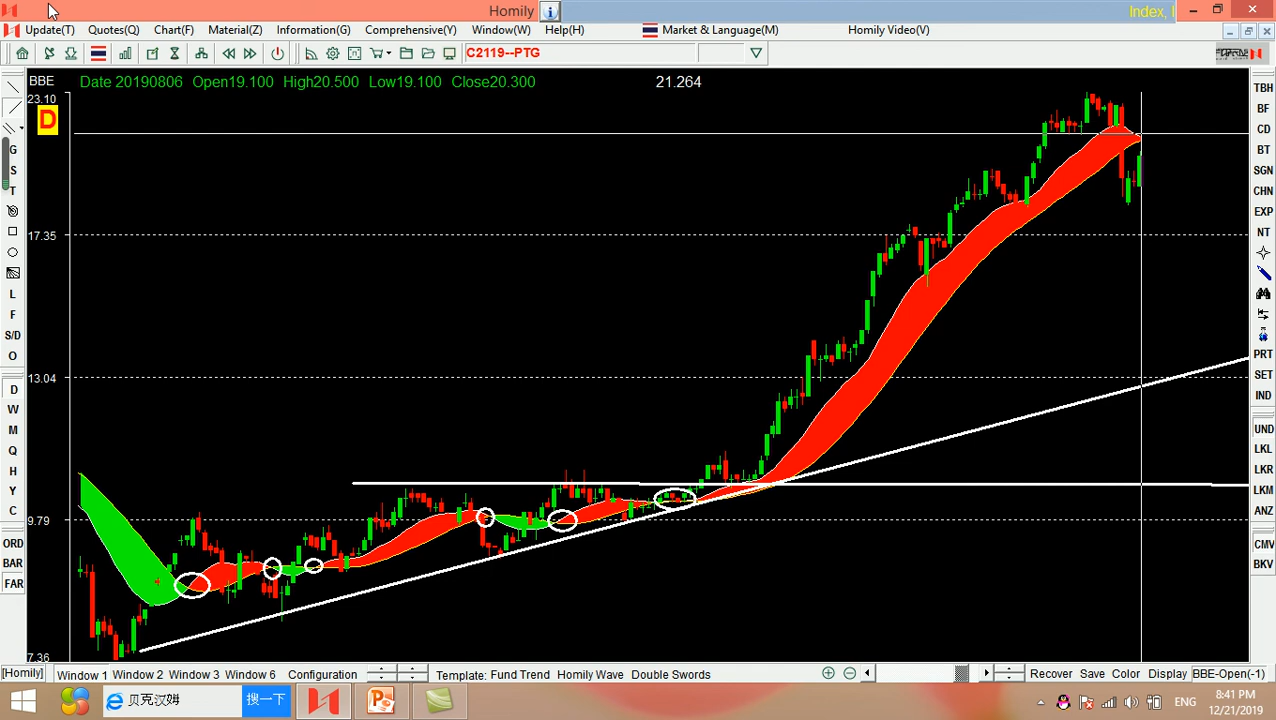 Homily
Index, I
Update(T) Quotes(Q) Chart(F) Material(Z) Information(G) Comprehensive(Y) Window(W) Help(H) Market & Language(M) Homily Video(V)
C2119--PTG
BBE Date 20190806 Open19.100 High20.500 Low19.100 Close20.300 21.264
23.10
D
17.35
13.04
9.79
7.36
G
S
T
L
F
S/D
O
D
W
M
Q
H
Y
C
ORD
BAR
FAR
TBH
BF
CD
BT
SGN
CHN
EXP
NT
PRT
SET
IND
UND
LKL
LKR
LKM
ANZ
CMV
BKV
[Homily] Window 1 Window 2 Window 3 Window 6 Configuration Template: Fund Trend Homily Wave Double Swords Recover Save Color Display BBE-Open(-1)
搜一下
ENG
8:41 PM
12/21/2019